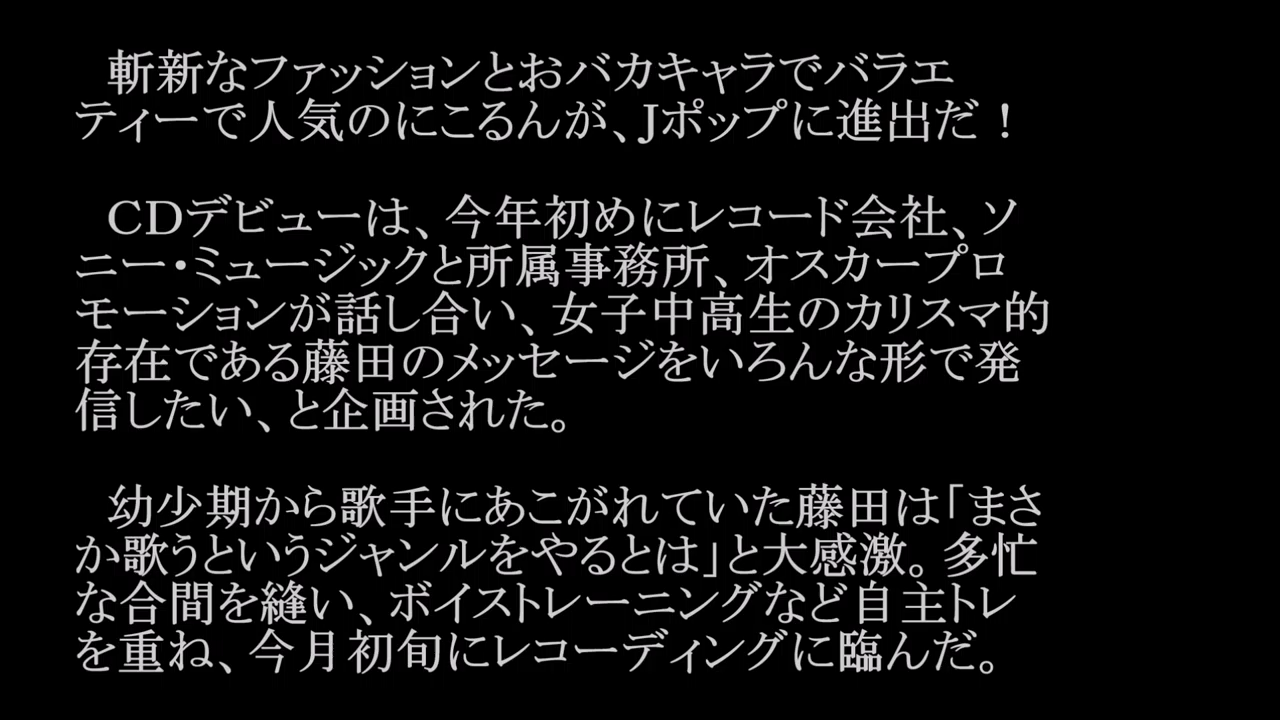 斬新なファッションとおバカキャラでバラエ
ティーで人気のにこるんが、Jポップに進出だ！
CDデビューは、今年初めにレコード会社、ソ
ニー・ミュージックと所属事務所、オスカープロ
モーションが話し合い、女子中高生のカリスマ的
存在である藤田のメッセージをいろんな形で発
信したい、と企画された。
幼少期から歌手にあこがれていた藤田は「まさ
か歌うというジャンルをやるとは」と大感激。多忙
な合間を縫い、ボイストレーニングなど自主トレ
を重ね、今月初旬にレコーディングに臨んだ。